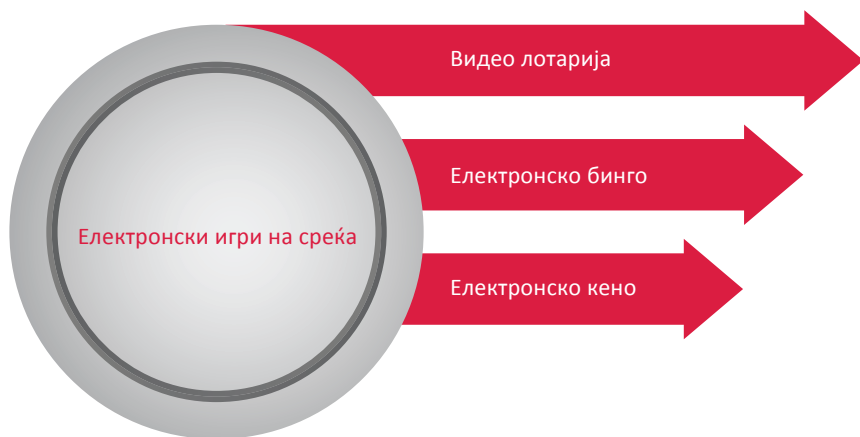 Видео лотарија
Електронско бинго
Електронски игри на среќа
Електронско кено